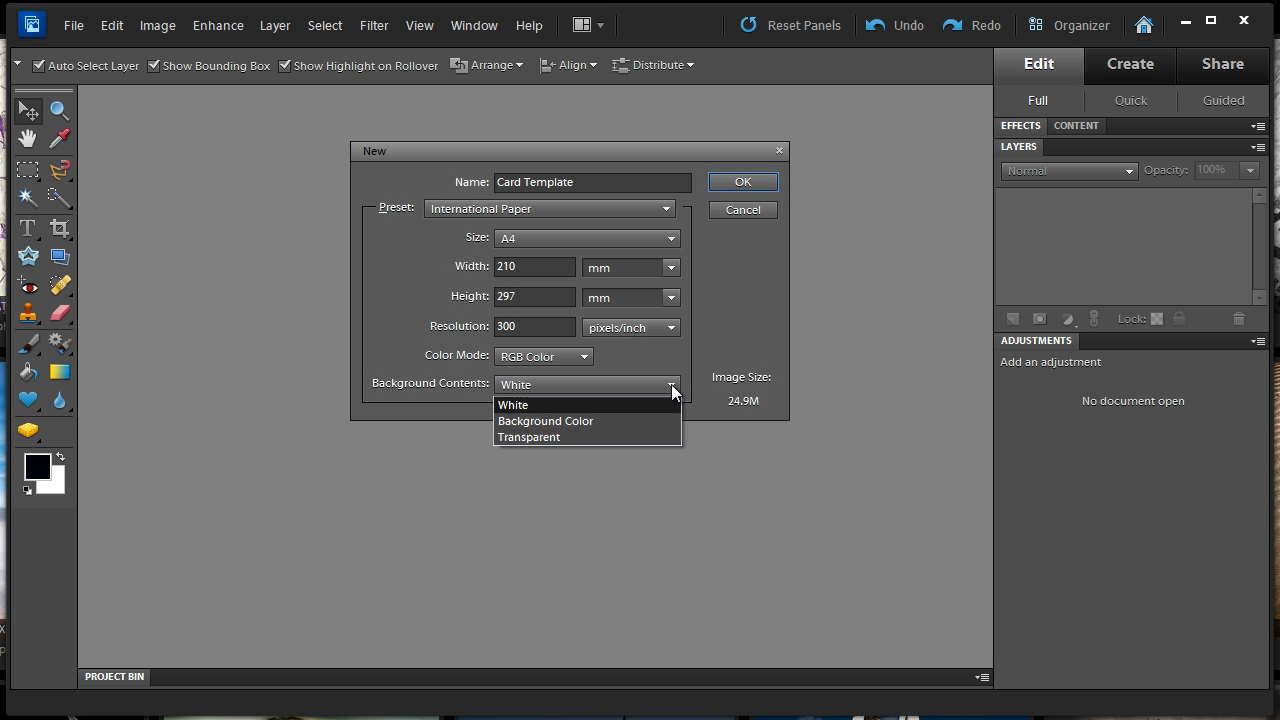 File Edit Image Enhance Layer Select Filter View Window Help Reset Panels Undo Redo Organizer
Auto Select Layer Show Bounding Box Show Highlight on Rollover Arrange Align Distribute
Edit Create Share
Full Quick Guided
EFFECTS CONTENT
LAYERS
Normal Opacity: 100%
Lock:
ADJUSTMENTS
Add an adjustment
No document open
New
Name: Card Template OK
Preset: International Paper Cancel
Size: A4
Width: 210 mm
Height: 297 mm
Resolution: 300 pixels/inch
Color Mode: RGB Color
Background Contents: White
White
Background Color
Transparent
Image Size:
24.9M
PROJECT BIN